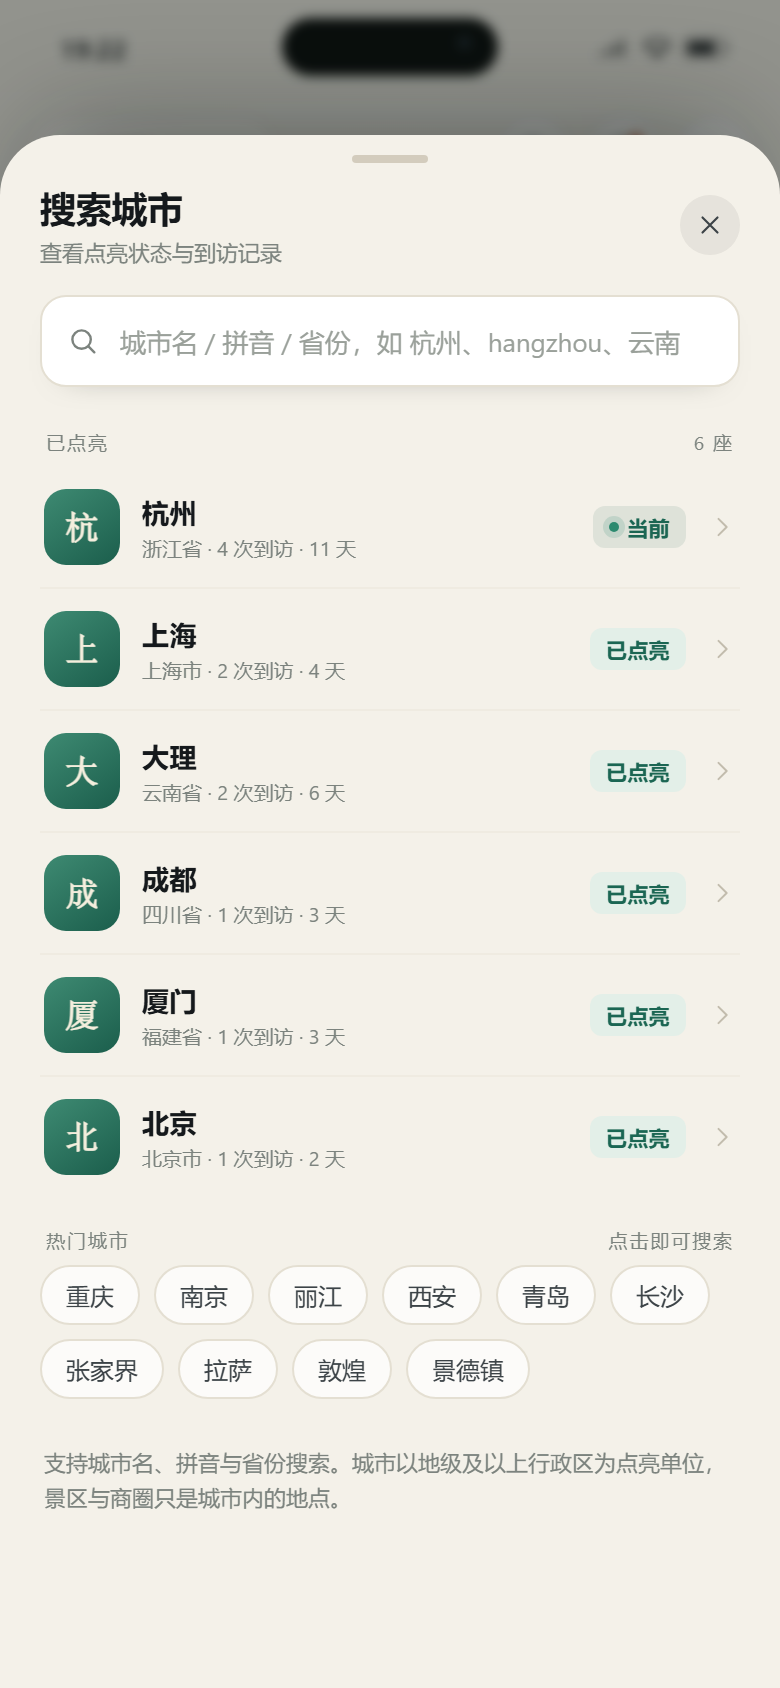 搜索城市
查看点亮状态与到访记录
城市名 / 拼音 / 省份，如 杭州、hangzhou、云南
已点亮
6 座
杭
杭州
浙江省 · 4 次到访 · 11 天
当前
上
上海
上海市 · 2 次到访 · 4 天
已点亮
大
大理
云南省 · 2 次到访 · 6 天
已点亮
成
成都
四川省 · 1 次到访 · 3 天
已点亮
厦
厦门
福建省 · 1 次到访 · 3 天
已点亮
北
北京
北京市 · 1 次到访 · 2 天
已点亮
热门城市
点击即可搜索
重庆
南京
丽江
西安
青岛
长沙
张家界
拉萨
敦煌
景德镇
支持城市名、拼音与省份搜索。城市以地级及以上行政区为点亮单位，
景区与商圈只是城市内的地点。